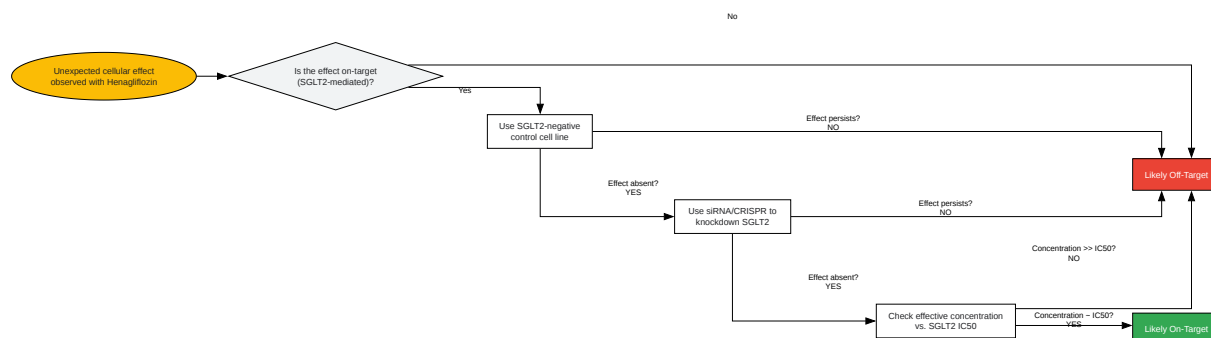 No
Unexpected cellular effect
observed with Henagliflozin
Is the effect on-target
(SGLT2-mediated)?
Yes
Use SGLT2-negative
control cell line
Effect persists?
NO
Likely Off-Target
Effect absent?
YES
Use siRNA/CRISPR to
knockdown SGLT2
Effect persists?
NO
Concentration >> IC50?
NO
Effect absent?
YES
Check effective concentration
vs. SGLT2 IC50
Concentration ~ IC50?
YES
Likely On-Target